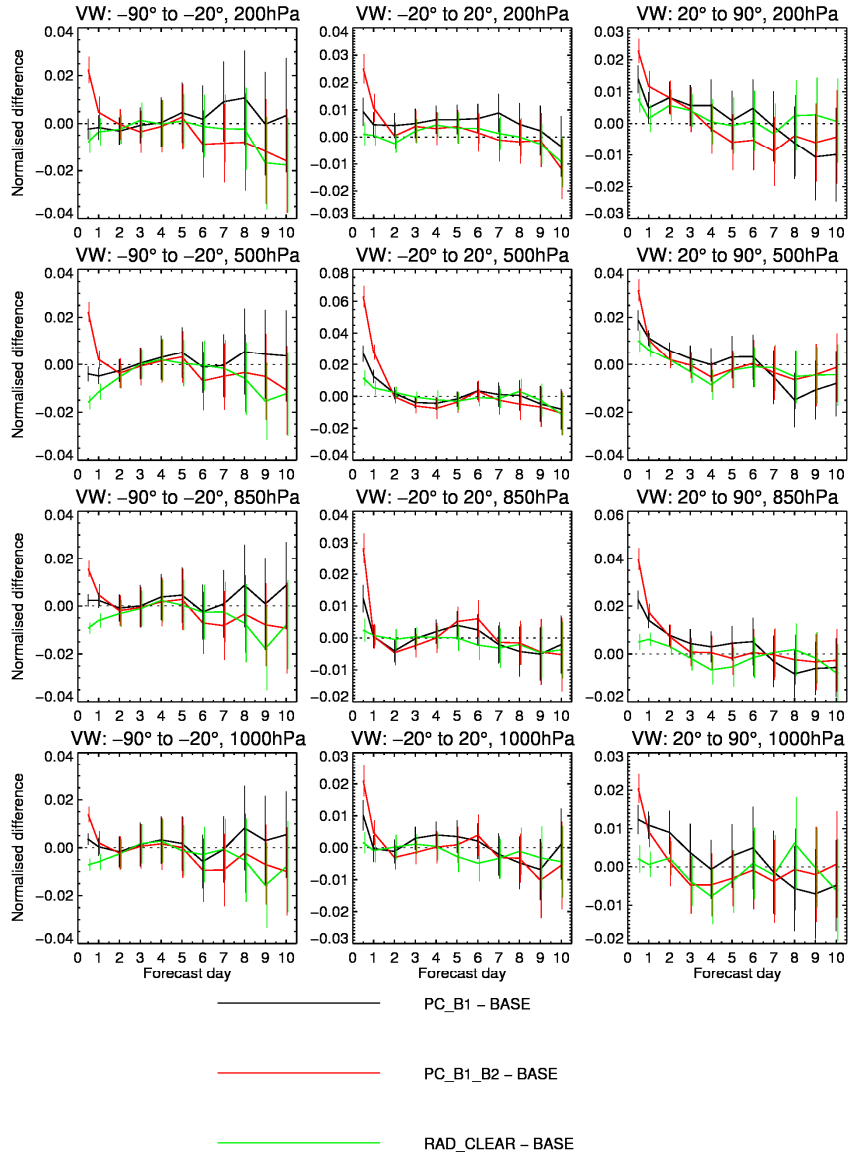 VW: −90° to −20°, 200hPa
VW: −20° to 20°, 200hPa
VW: 20° to 90°, 200hPa
Normalised difference
0.04
0.02
0.00
−0.02
−0.04
0 1 2 3 4 5 6 7 8 9 10
0.04
0.03
0.02
0.01
0.000
−0.01
−0.02
−0.03
0 1 2 3 4 5 6 7 8 9 10
0.03
0.02
0.01
0.00
−0.01
−0.02
−0.03
0 1 2 3 4 5 6 7 8 9 10
VW: −90° to −20°, 500hPa
VW: −20° to 20°, 500hPa
VW: 20° to 90°, 500hPa
Normalised difference
0.04
0.02
0.00
−0.02
−0.04
0 1 2 3 4 5 6 7 8 9 10
0.08
0.06
0.04
0.02
0.000
−0.02
−0.04
0 1 2 3 4 5 6 7 8 9 10
0.04
0.02
0.00
−0.02
−0.04
0 1 2 3 4 5 6 7 8 9 10
VW: −90° to −20°, 850hPa
VW: −20° to 20°, 850hPa
VW: 20° to 90°, 850hPa
Normalised difference
0.04
0.02
0.00
−0.02
−0.04
0 1 2 3 4 5 6 7 8 9 10
0.04
0.03
0.02
0.01
0.000
−0.01
−0.02
0 1 2 3 4 5 6 7 8 9 10
0.06
0.04
0.02
0.00
−0.02
0 1 2 3 4 5 6 7 8 9 10
VW: −90° to −20°, 1000hPa
VW: −20° to 20°, 1000hPa
VW: 20° to 90°, 1000hPa
Normalised difference
0.04
0.02
0.00
−0.02
−0.04
0 1 2 3 4 5 6 7 8 9 10
Forecast day
0.03
0.02
0.01
0.00
−0.01
−0.02
−0.03
0 1 2 3 4 5 6 7 8 9 10
Forecast day
0.03
0.02
0.01
0.00
−0.01
−0.02
0 1 2 3 4 5 6 7 8 9 10
Forecast day
PC_B1 − BASE
PC_B1_B2 − BASE
RAD_CLEAR − BASE